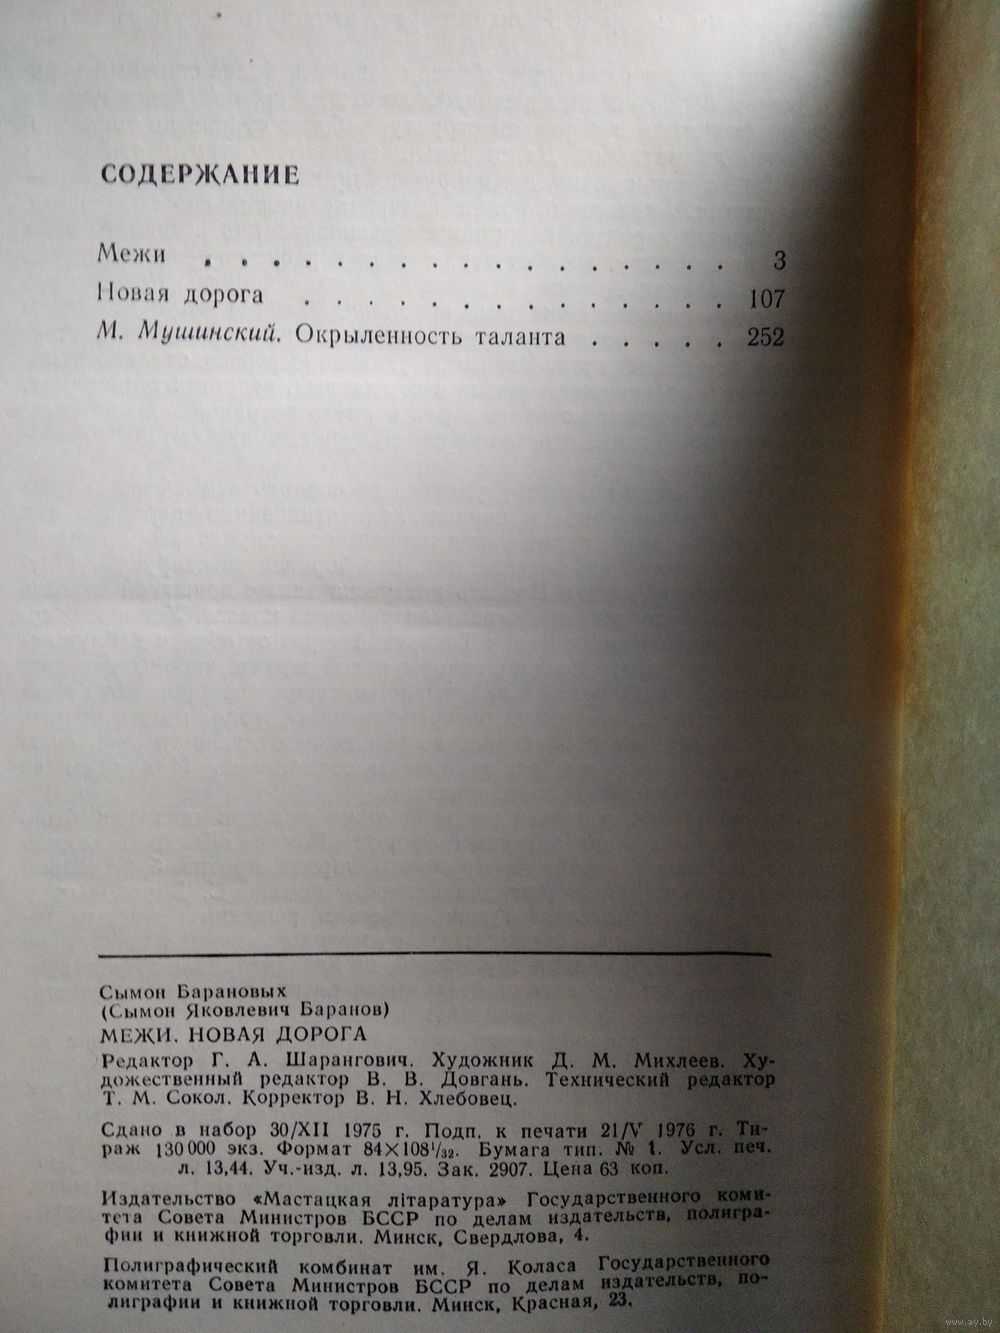 СОДЕРЖАНИЕ
Межи . . . . . . . . . . . . . . . . . 3
Новая дорога . . . . . . . . . . . . . . 107
М. Мушинский. Окрыленность таланта . . . . . 252
Сымон Барановых
(Сымон Яковлевич Баранов)
МЕЖИ. НОВАЯ ДОРОГА
Редактор Г. А. Шарангович. Художник Д. М. Михлеев. Ху-
дожественный редактор В. В. Довгань. Технический редактор
Т. М. Сокол. Корректор В. Н. Хлебовец.
Сдано в набор 30/XII 1975 г. Подп. к печати 21/V 1976 г. Ти-
раж 130 000 экз. Формат 84×108¹/₃₂. Бумага тип. № 1. Усл. печ.
л. 13,44. Уч.-изд. л. 13,95. Зак. 2907. Цена 63 коп.
Издательство «Мастацкая літаратура» Государственного коми-
тета Совета Министров БССР по делам издательств, полигра-
фии и книжной торговли. Минск, Свердлова, 4.
Полиграфический комбинат им. Я. Коласа Государственного
комитета Совета Министров БССР по делам издательств, по-
лиграфии и книжной торговли. Минск, Красная, 23.
www.ay.by